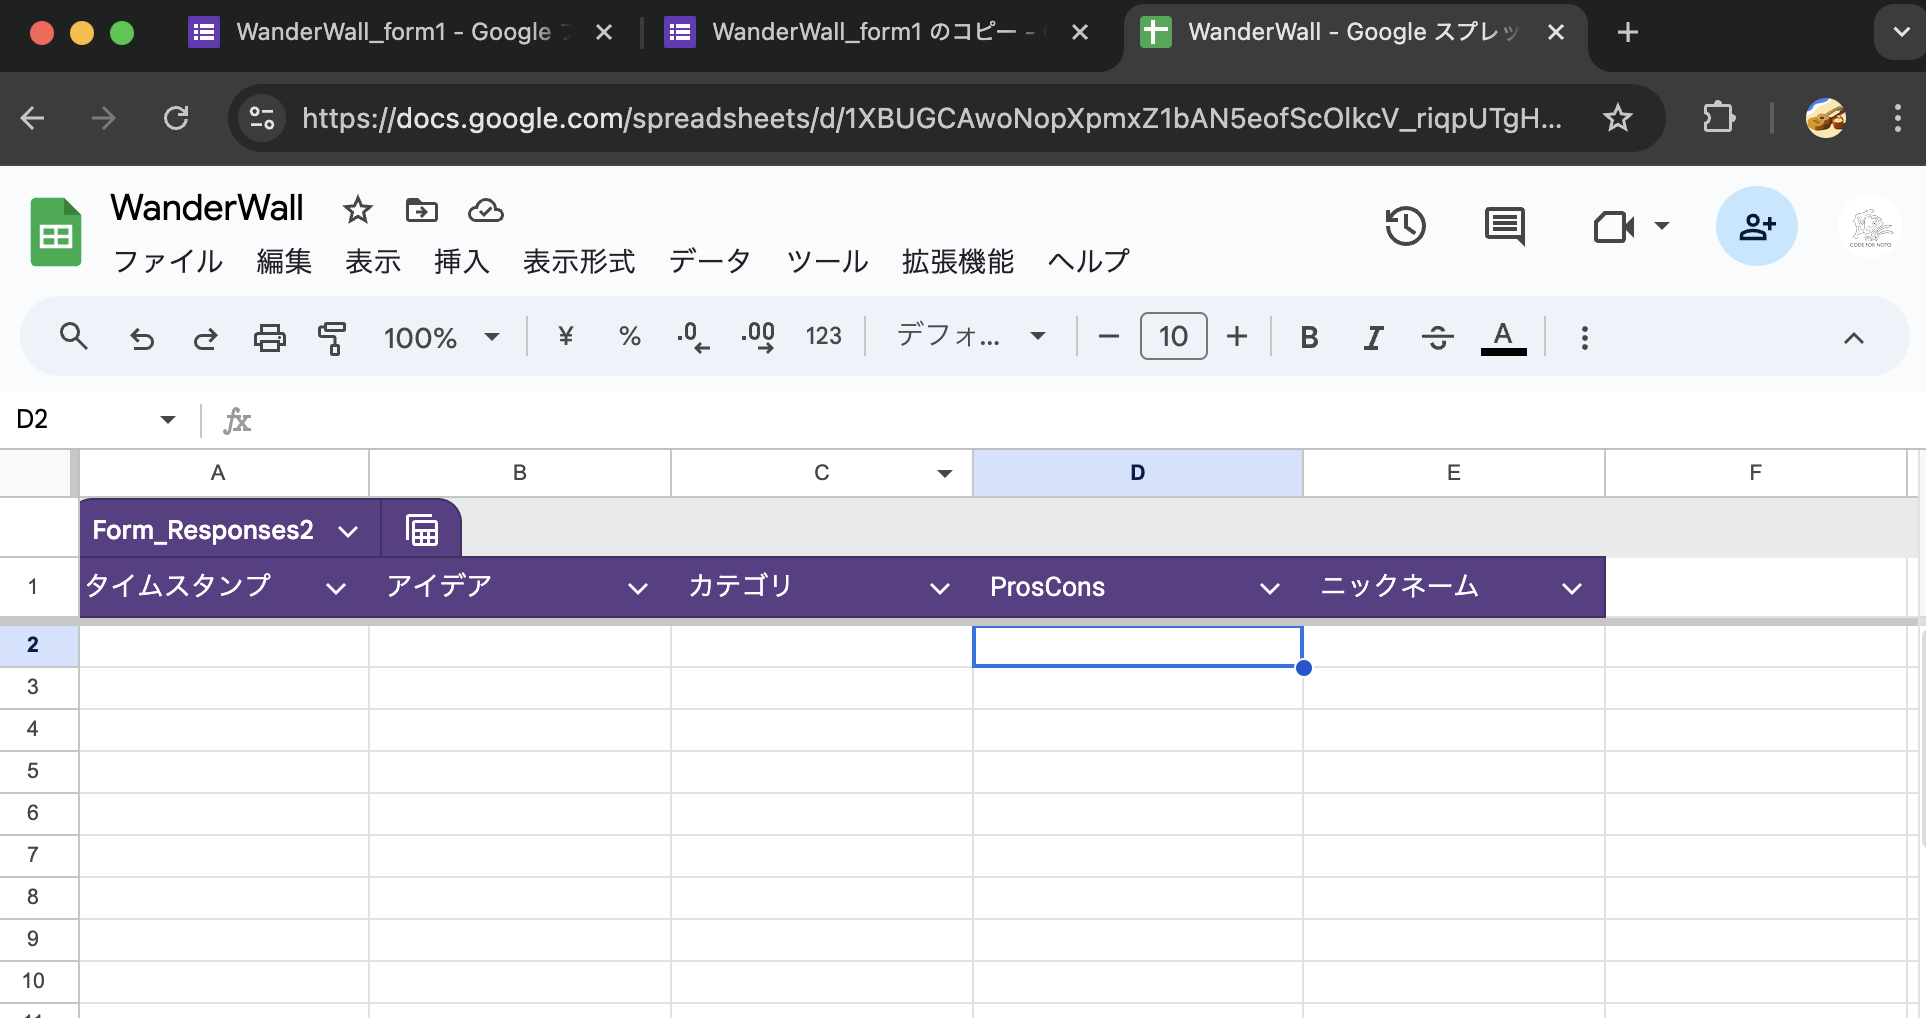 WanderWall_form1 - Google
WanderWall_form1 のコピー -
WanderWall - Google スプレッ
https://docs.google.com/spreadsheets/d/1XBUGCAwoNopXpmxZ1bAN5eofScOlkcV_riqpUTgH...
WanderWall
ファイル 編集 表示 挿入 表示形式 データ ツール 拡張機能 ヘルプ
CODE FOR NOTO
100% ¥ % .0 .00 123 デフォ... 10 B I A
D2 fx
A B C D E F
Form_Responses2
1 タイムスタンプ アイデア カテゴリ ProsCons ニックネーム
2
3
4
5
6
7
8
9
10